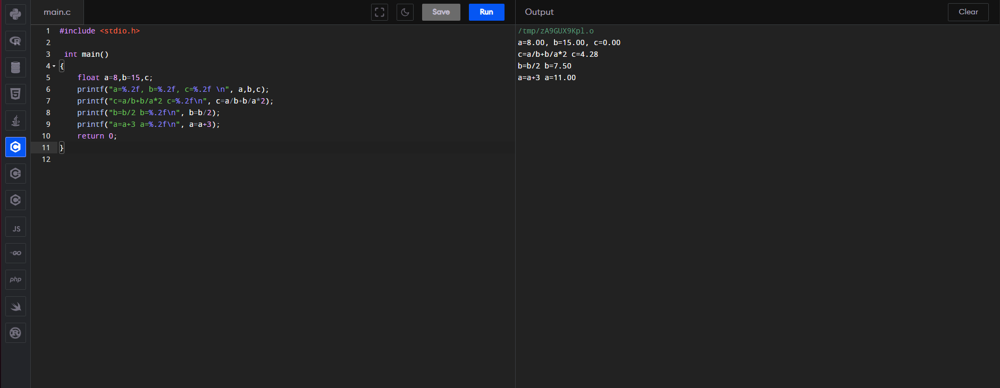 main.c
Save
Run
Output
Clear
1 #include <stdio.h>
2
3 int main()
4 {
5 float a=8,b=15,c;
6 printf("a=%.2f, b=%.2f, c=%.2f \n", a,b,c);
7 printf("c=a/b+b/a*2 c=%.2f\n", c=a/b+b/a*2);
8 printf("b=b/2 b=%.2f\n", b=b/2);
9 printf("a=a+3 a=%.2f\n", a=a+3);
10 return 0;
11 }
12
/tmp/zA9GUX9Kpl.o
a=8.00, b=15.00, c=0.00
c=a/b+b/a*2 c=4.28
b=b/2 b=7.50
a=a+3 a=11.00
R
5
C
C
C
JS
GO
php
R